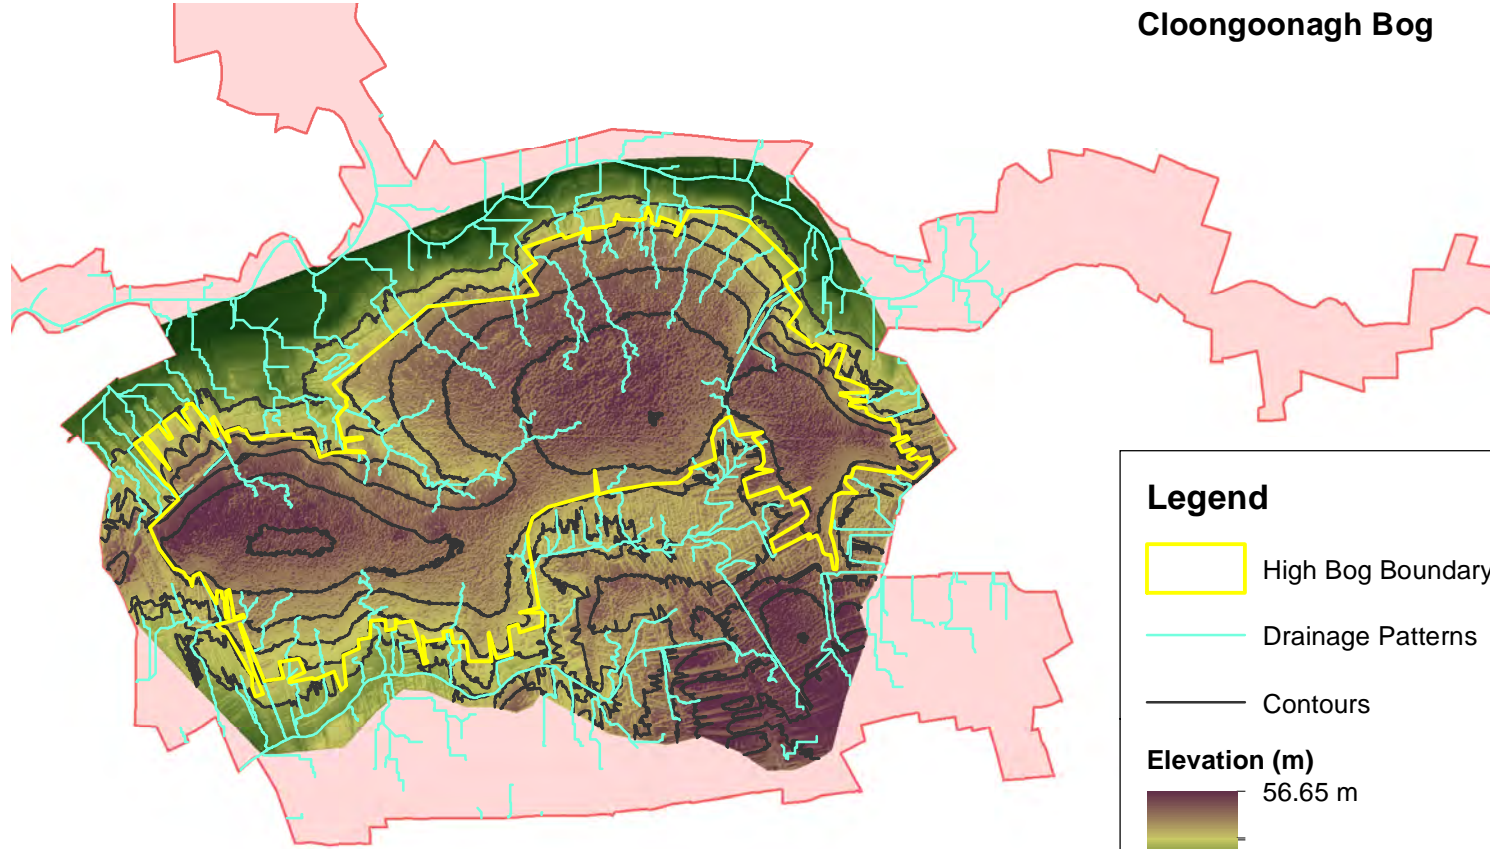 Cloongoonagh Bog
Legend
High Bog Boundary
Drainage Patterns
Contours
Elevation (m)
56.65 m